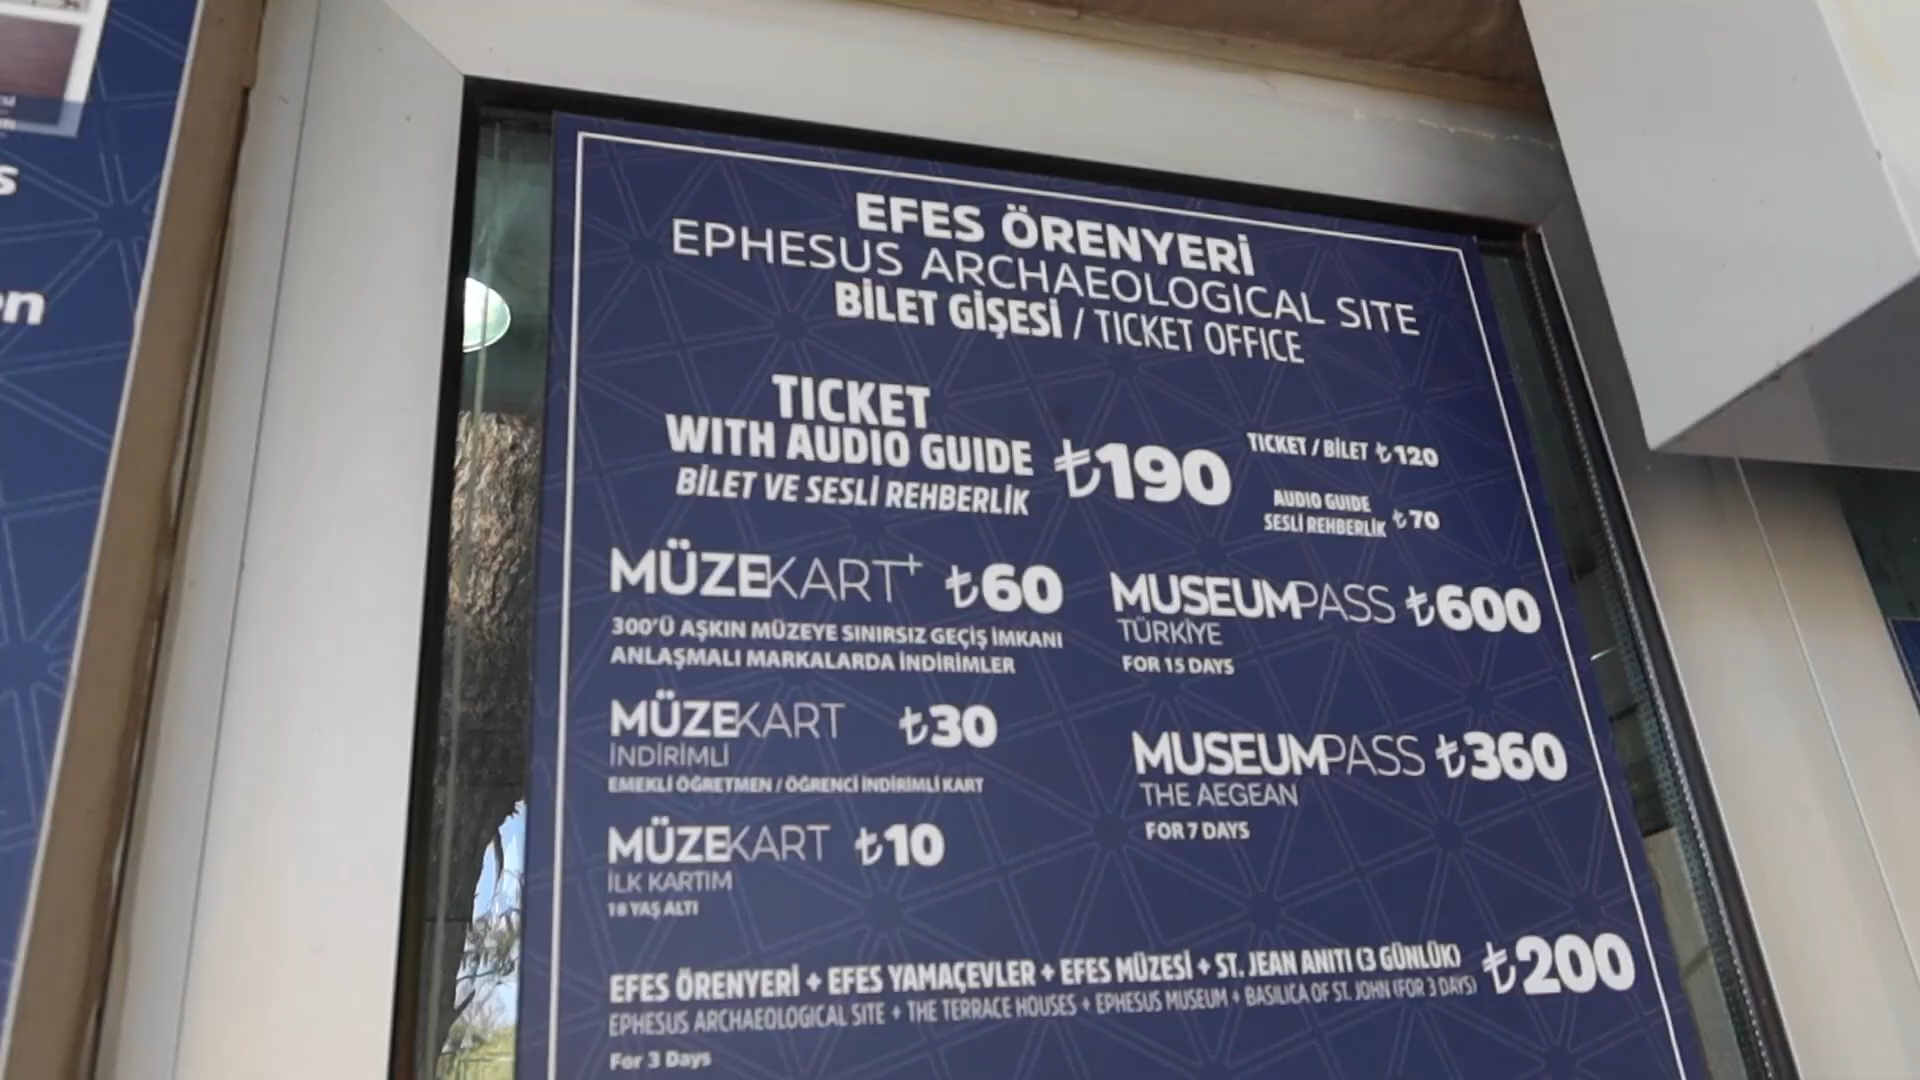 s
en
EFES ÖRENYERİ
EPHESUS ARCHAEOLOGICAL SITE
BİLET GİŞESİ / TICKET OFFICE
TICKET
WITH AUDIO GUIDE
BİLET VE SESLİ REHBERLİK
₺190
TICKET / BİLET ₺120
AUDIO GUIDE
SESLİ REHBERLİK ₺70
MÜZEKART+ ₺60
300'Ü AŞKIN MÜZEYE SINIRSIZ GEÇİŞ İMKANI
ANLAŞMALI MARKALARDA İNDİRİMLER
MUSEUMPASS ₺600
TÜRKİYE
FOR 15 DAYS
MÜZEKART ₺30
İNDİRİMLİ
EMEKLİ ÖĞRETMEN / ÖĞRENCİ İNDİRİMLİ KART
MUSEUMPASS ₺360
THE AEGEAN
FOR 7 DAYS
MÜZEKART ₺10
İLK KARTIM
18 YAŞ ALTI
EFES ÖRENYERİ + EFES YAMAÇEVLER + EFES MÜZESİ + ST. JEAN ANITI (3 GÜNLÜK) ₺200
EPHESUS ARCHAEOLOGICAL SITE + THE TERRACE HOUSES + EPHESUS MUSEUM + BASILICA OF ST. JOHN (FOR 3 DAYS)
For 3 Days